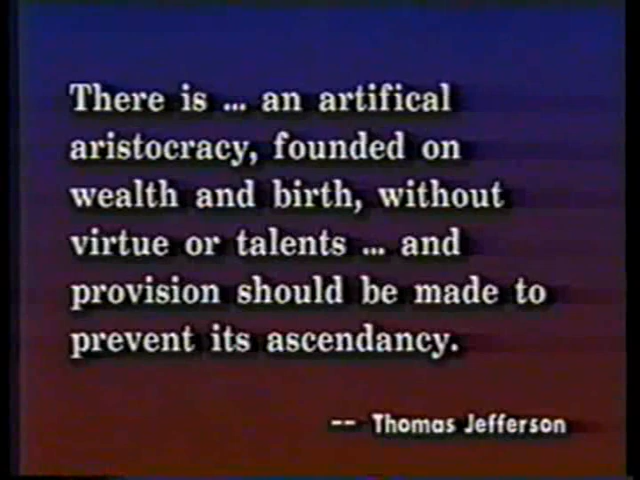 There is ... an artifical
aristocracy, founded on
wealth and birth, without
virtue or talents ... and
provision should be made to
prevent its ascendancy.
-- Thomas Jefferson